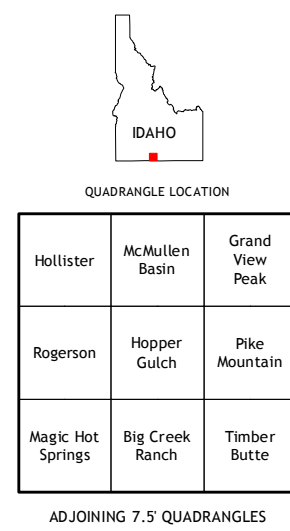 IDAHO
QUADRANGLE LOCATION
Hollister
McMullen
Basin
Grand
View
Peak
Rogerson
Hopper
Gulch
Pike
Mountain
Magic Hot
Springs
Big Creek
Ranch
Timber
Butte
ADJOINING 7.5' QUADRANGLES